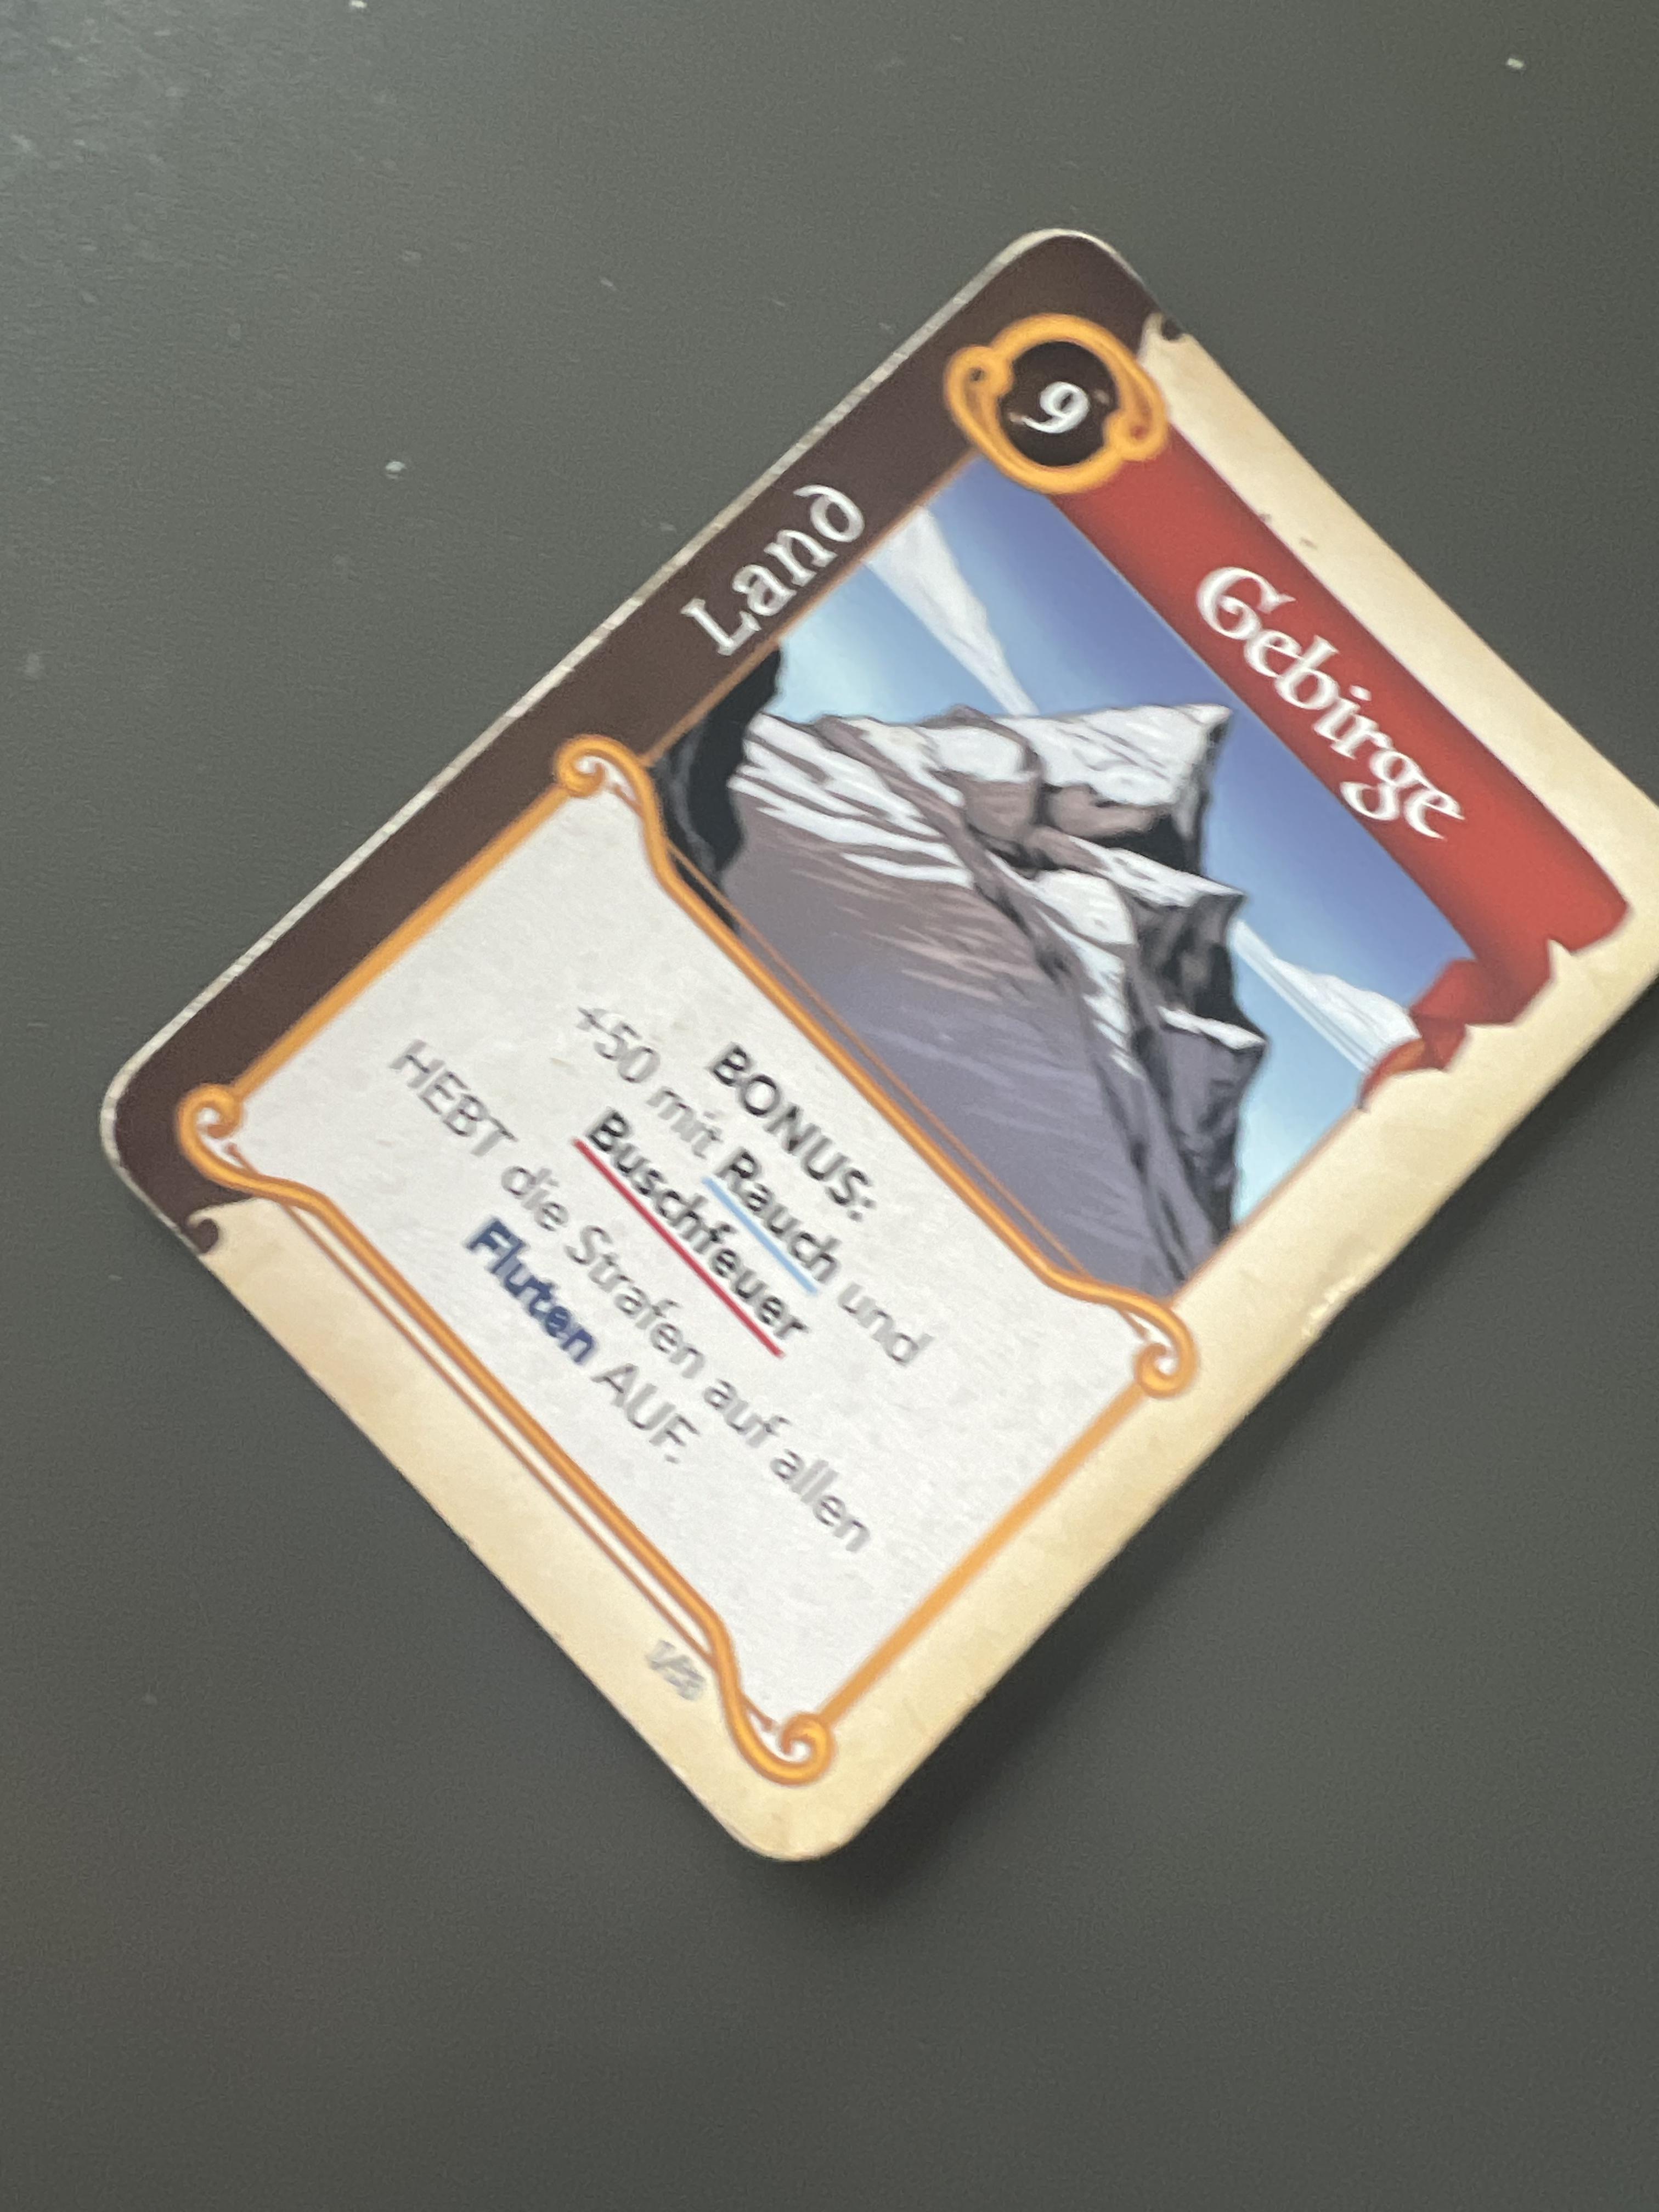 9
Gebirge
Land
BONUS:
+50 mit Rauch und
Buschfeuer
HEBT die Strafen auf allen
Fluten AUF.